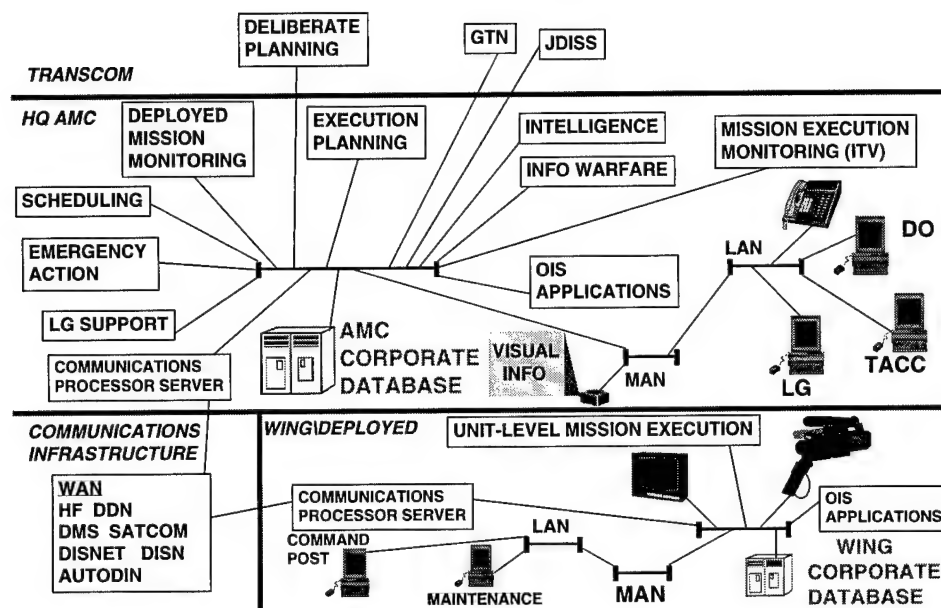 DELIBERATE
PLANNING
GTN
JDISS
TRANSCOM
HQ AMC
DEPLOYED
MISSION
MONITORING
EXECUTION
PLANNING
INTELLIGENCE
MISSION EXECUTION
MONITORING (ITV)
INFO WARFARE
SCHEDULING
LAN
DO
EMERGENCY
ACTION
OIS
APPLICATIONS
LG SUPPORT
AMC
CORPORATE
DATABASE
VISUAL
INFO
MAN
LG
TACC
COMMUNICATIONS
PROCESSOR SERVER
COMMUNICATIONS
INFRASTRUCTURE
WING\DEPLOYED
UNIT-LEVEL MISSION EXECUTION
WAN
HF DDN
DMS SATCOM
DISNET DISN
AUTODIN
COMMUNICATIONS
PROCESSOR SERVER
OIS
APPLICATIONS
LAN
COMMAND
POST
MAINTENANCE
MAN
WING
CORPORATE
DATABASE